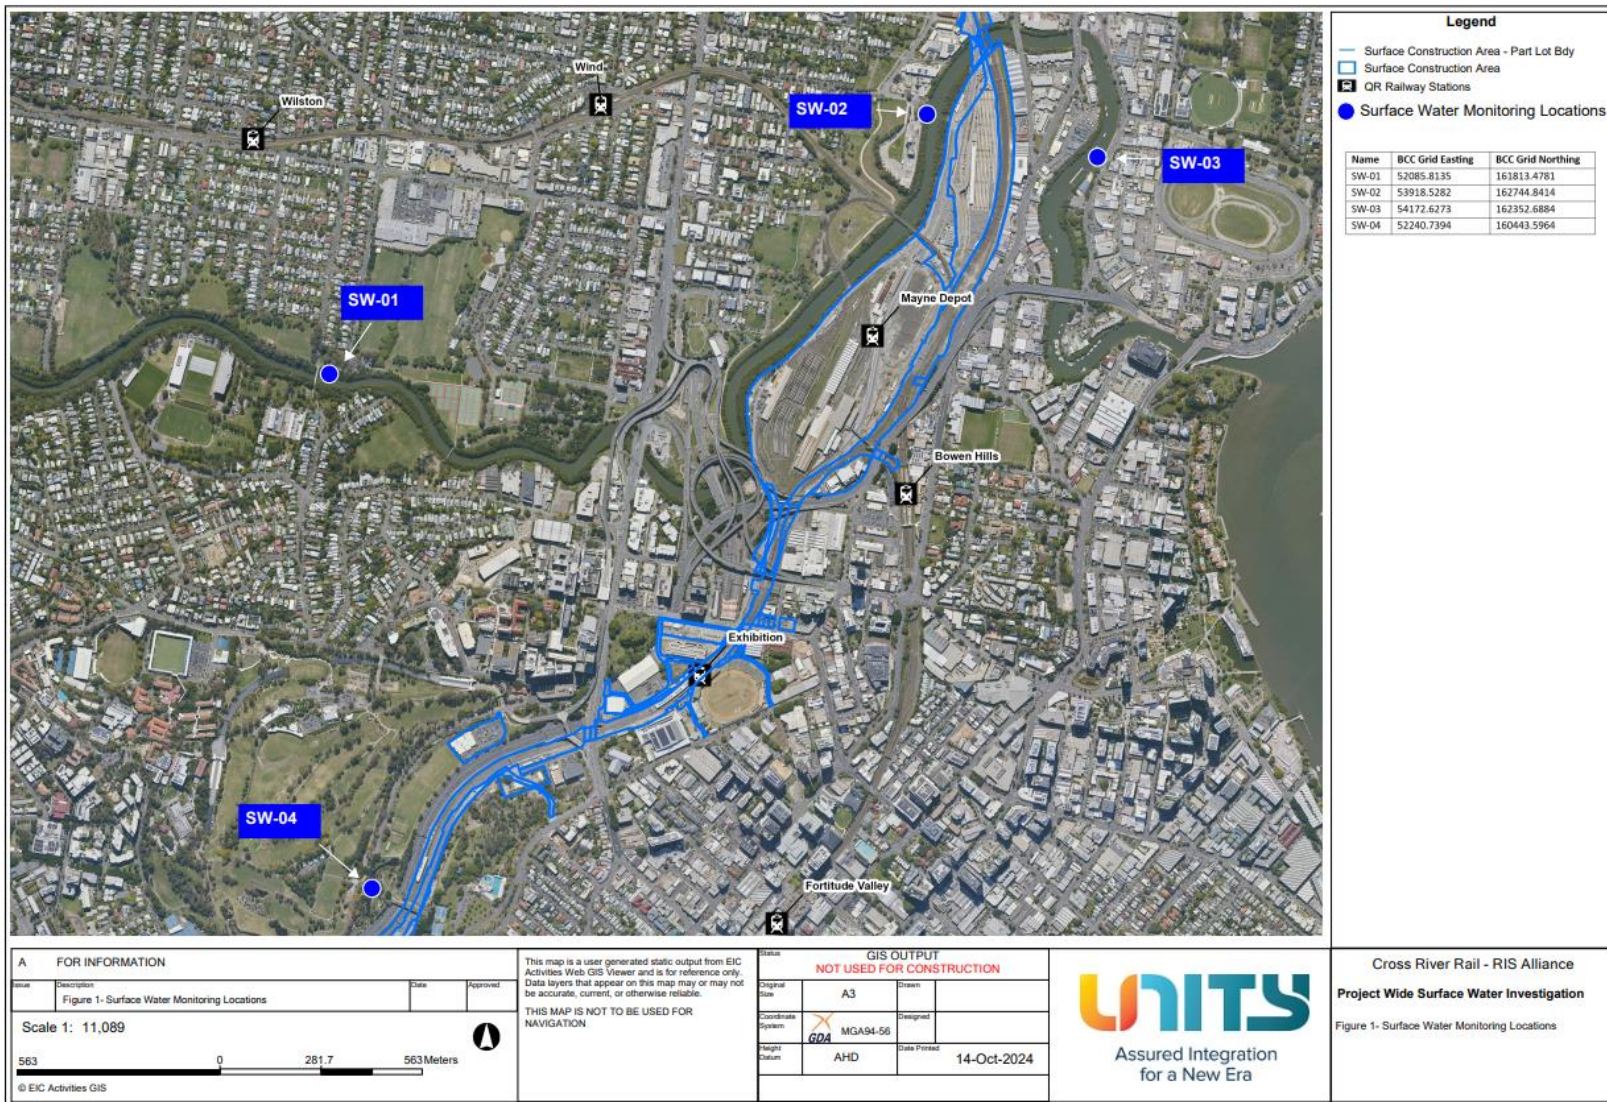 Wilston
Wind
SW-02
SW-03
SW-01
Mayne Depot
Bowen Hills
Exhibition
SW-04
Fortitude Valley
Legend
Surface Construction Area - Part Lot Bdy
Surface Construction Area
QR Railway Stations
Surface Water Monitoring Locations
Name BCC Grid Easting BCC Grid Northing
SW-01 52085.8135 161813.4781
SW-02 53918.5282 162744.8414
SW-03 54172.6273 162352.6884
SW-04 52240.7394 160443.5964
A FOR INFORMATION
Issue Description Date Approved
Figure 1- Surface Water Monitoring Locations
Scale 1: 11,089
563 0 281.7 563 Meters
© EIC Activities GIS
This map is a user generated static output from EIC
Activities Web GIS Viewer and is for reference only.
Data layers that appear on this map may or may not
be accurate, current, or otherwise reliable.
THIS MAP IS NOT TO BE USED FOR
NAVIGATION
Status GIS OUTPUT
NOT USED FOR CONSTRUCTION
Original Size A3 Drawn
Coordinate System GDA MGA94-56 Designed
Height Datum AHD Date Printed 14-Oct-2024
UNITY
Assured Integration
for a New Era
Cross River Rail - RIS Alliance
Project Wide Surface Water Investigation
Figure 1- Surface Water Monitoring Locations